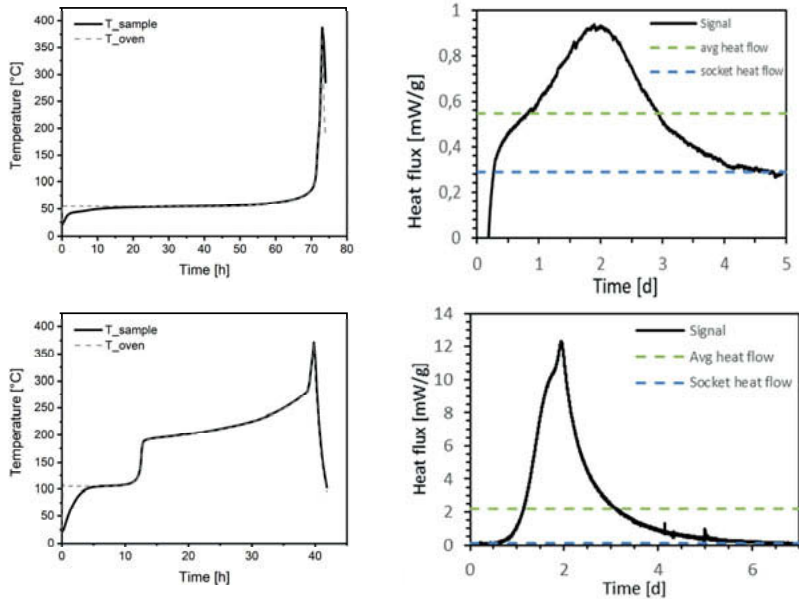 T_sample
T_oven
400
350
300
250
200
150
100
50
0
Temperature [°C]
0 10 20 30 40 50 60 70 80
Time [h]
Signal
avg heat flow
socket heat flow
1
0,8
0,6
0,4
0,2
0
Heat flux [mW/g]
0 1 2 3 4 5
Time [d]
T_sample
T_oven
400
350
300
250
200
150
100
50
0
Temperature [°C]
0 10 20 30 40
Time [h]
Signal
Avg heat flow
Socket heat flow
14
12
10
8
6
4
2
0
Heat flux [mW/g]
0 2 4 6
Time [d]